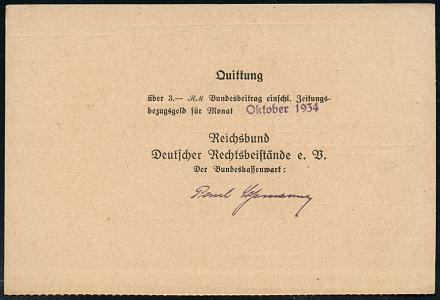 Quittung
über 3.— RM Bundesbeitrag einschl. Zeitungs-
bezugsgeld für Monat Oktober 1934
Reichsbund
Deutscher Rechtsbeistände e. V.
Der Bundeskassenwart: